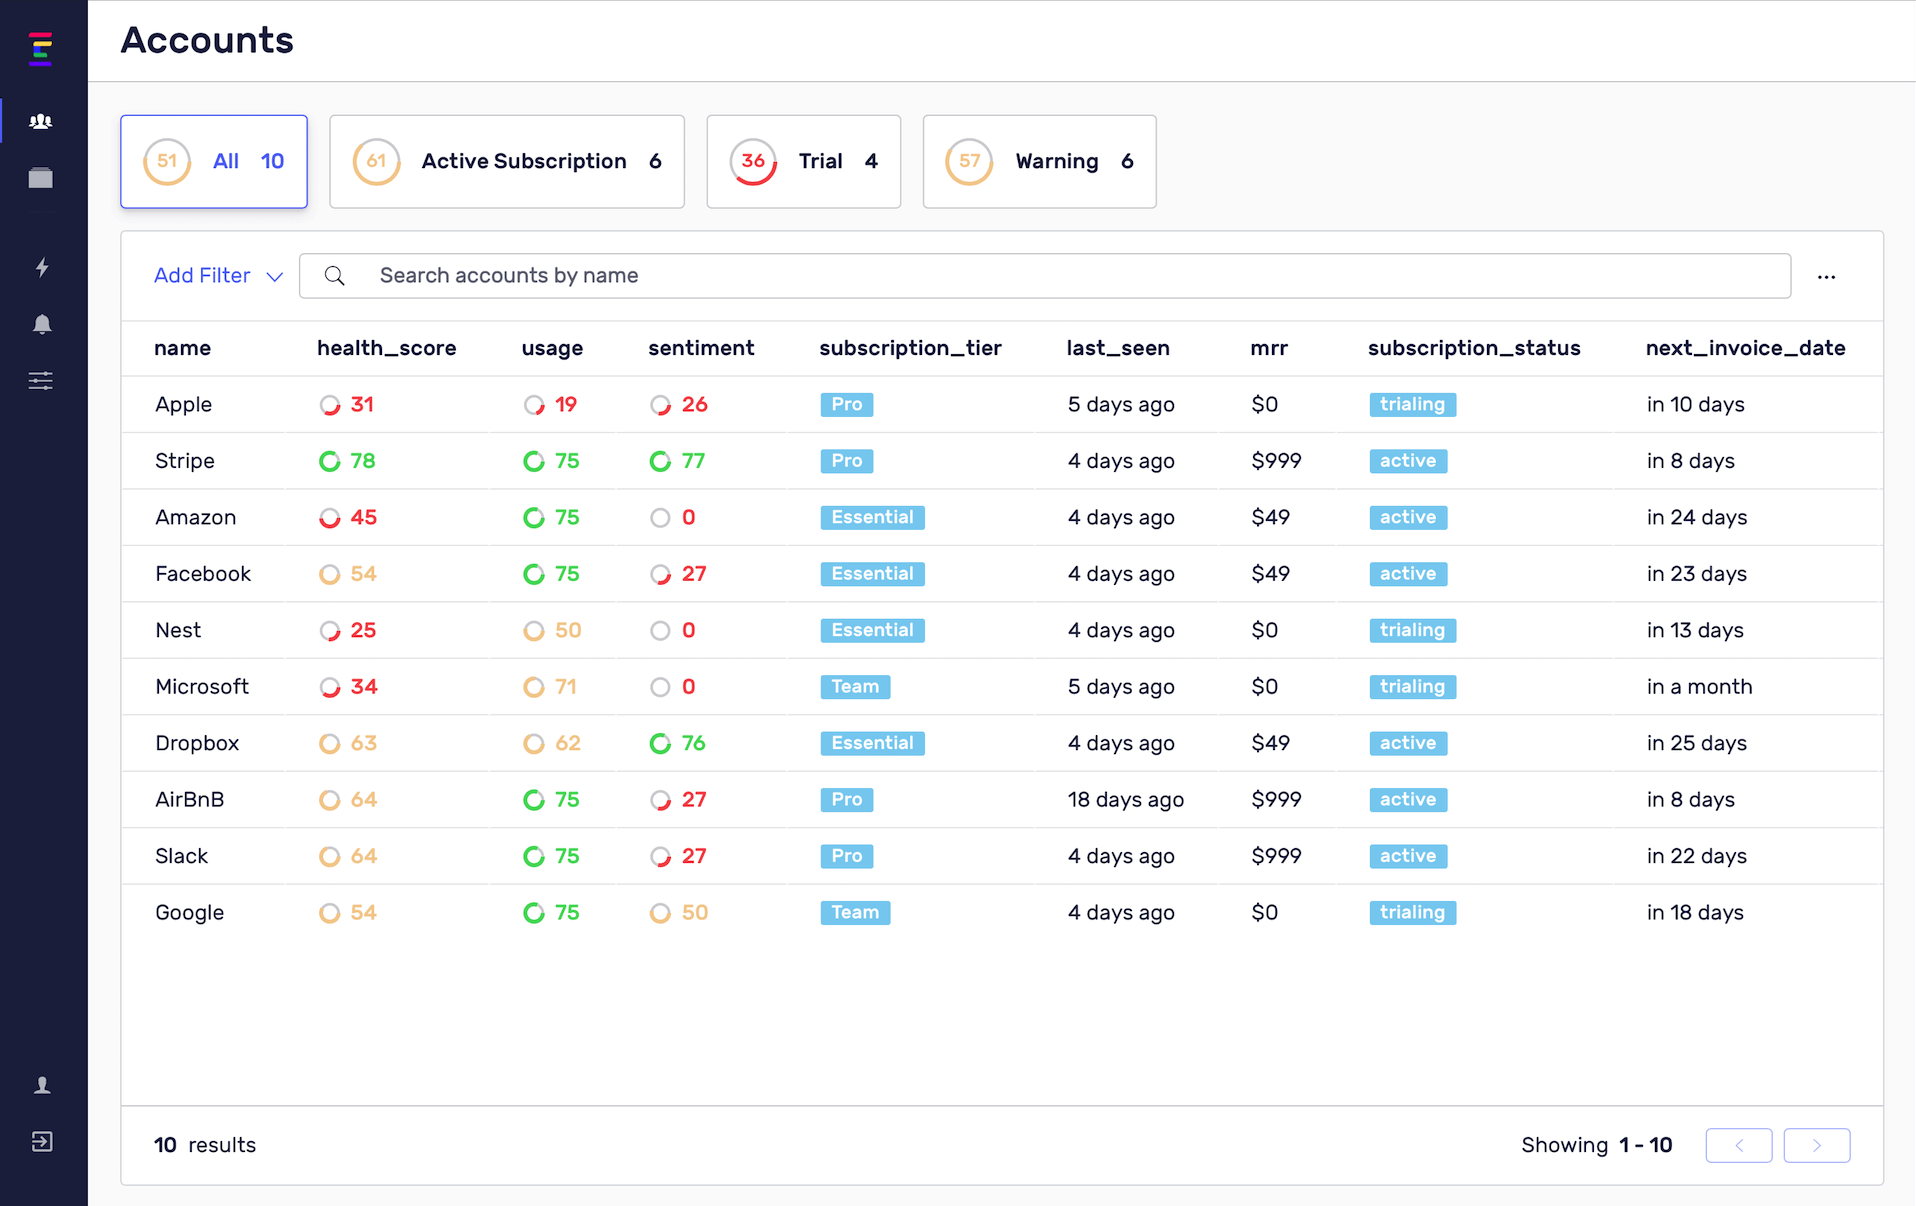 Accounts
51 All 10
61 Active Subscription 6
36 Trial 4
57 Warning 6
Add Filter Search accounts by name ...
name health_score usage sentiment subscription_tier last_seen mrr subscription_status next_invoice_date
Apple 31 19 26 Pro 5 days ago $0 trialing in 10 days
Stripe 78 75 77 Pro 4 days ago $999 active in 8 days
Amazon 45 75 0 Essential 4 days ago $49 active in 24 days
Facebook 54 75 27 Essential 4 days ago $49 active in 23 days
Nest 25 50 0 Essential 4 days ago $0 trialing in 13 days
Microsoft 34 71 0 Team 5 days ago $0 trialing in a month
Dropbox 63 62 76 Essential 4 days ago $49 active in 25 days
AirBnB 64 75 27 Pro 18 days ago $999 active in 8 days
Slack 64 75 27 Pro 4 days ago $999 active in 22 days
Google 54 75 50 Team 4 days ago $0 trialing in 18 days
10 results Showing 1 - 10